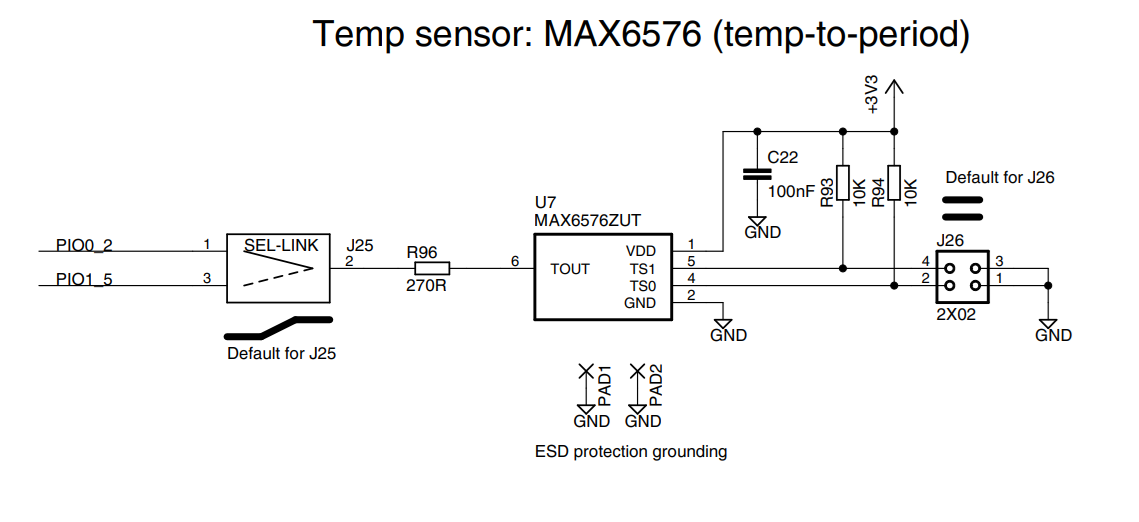 Temp sensor: MAX6576 (temp-to-period)
+3V3
C22
100nF
GND
R93
10K
R94
10K
Default for J26
U7
MAX6576ZUT
PIO0_2
1
SEL-LINK
J25
2
PIO1_5
3
R96
270R
6
TOUT
VDD
1
TS1
5
TS0
4
GND
2
GND
J26
4
3
2
1
2X02
GND
Default for J25
PAD1
GND
PAD2
GND
ESD protection grounding